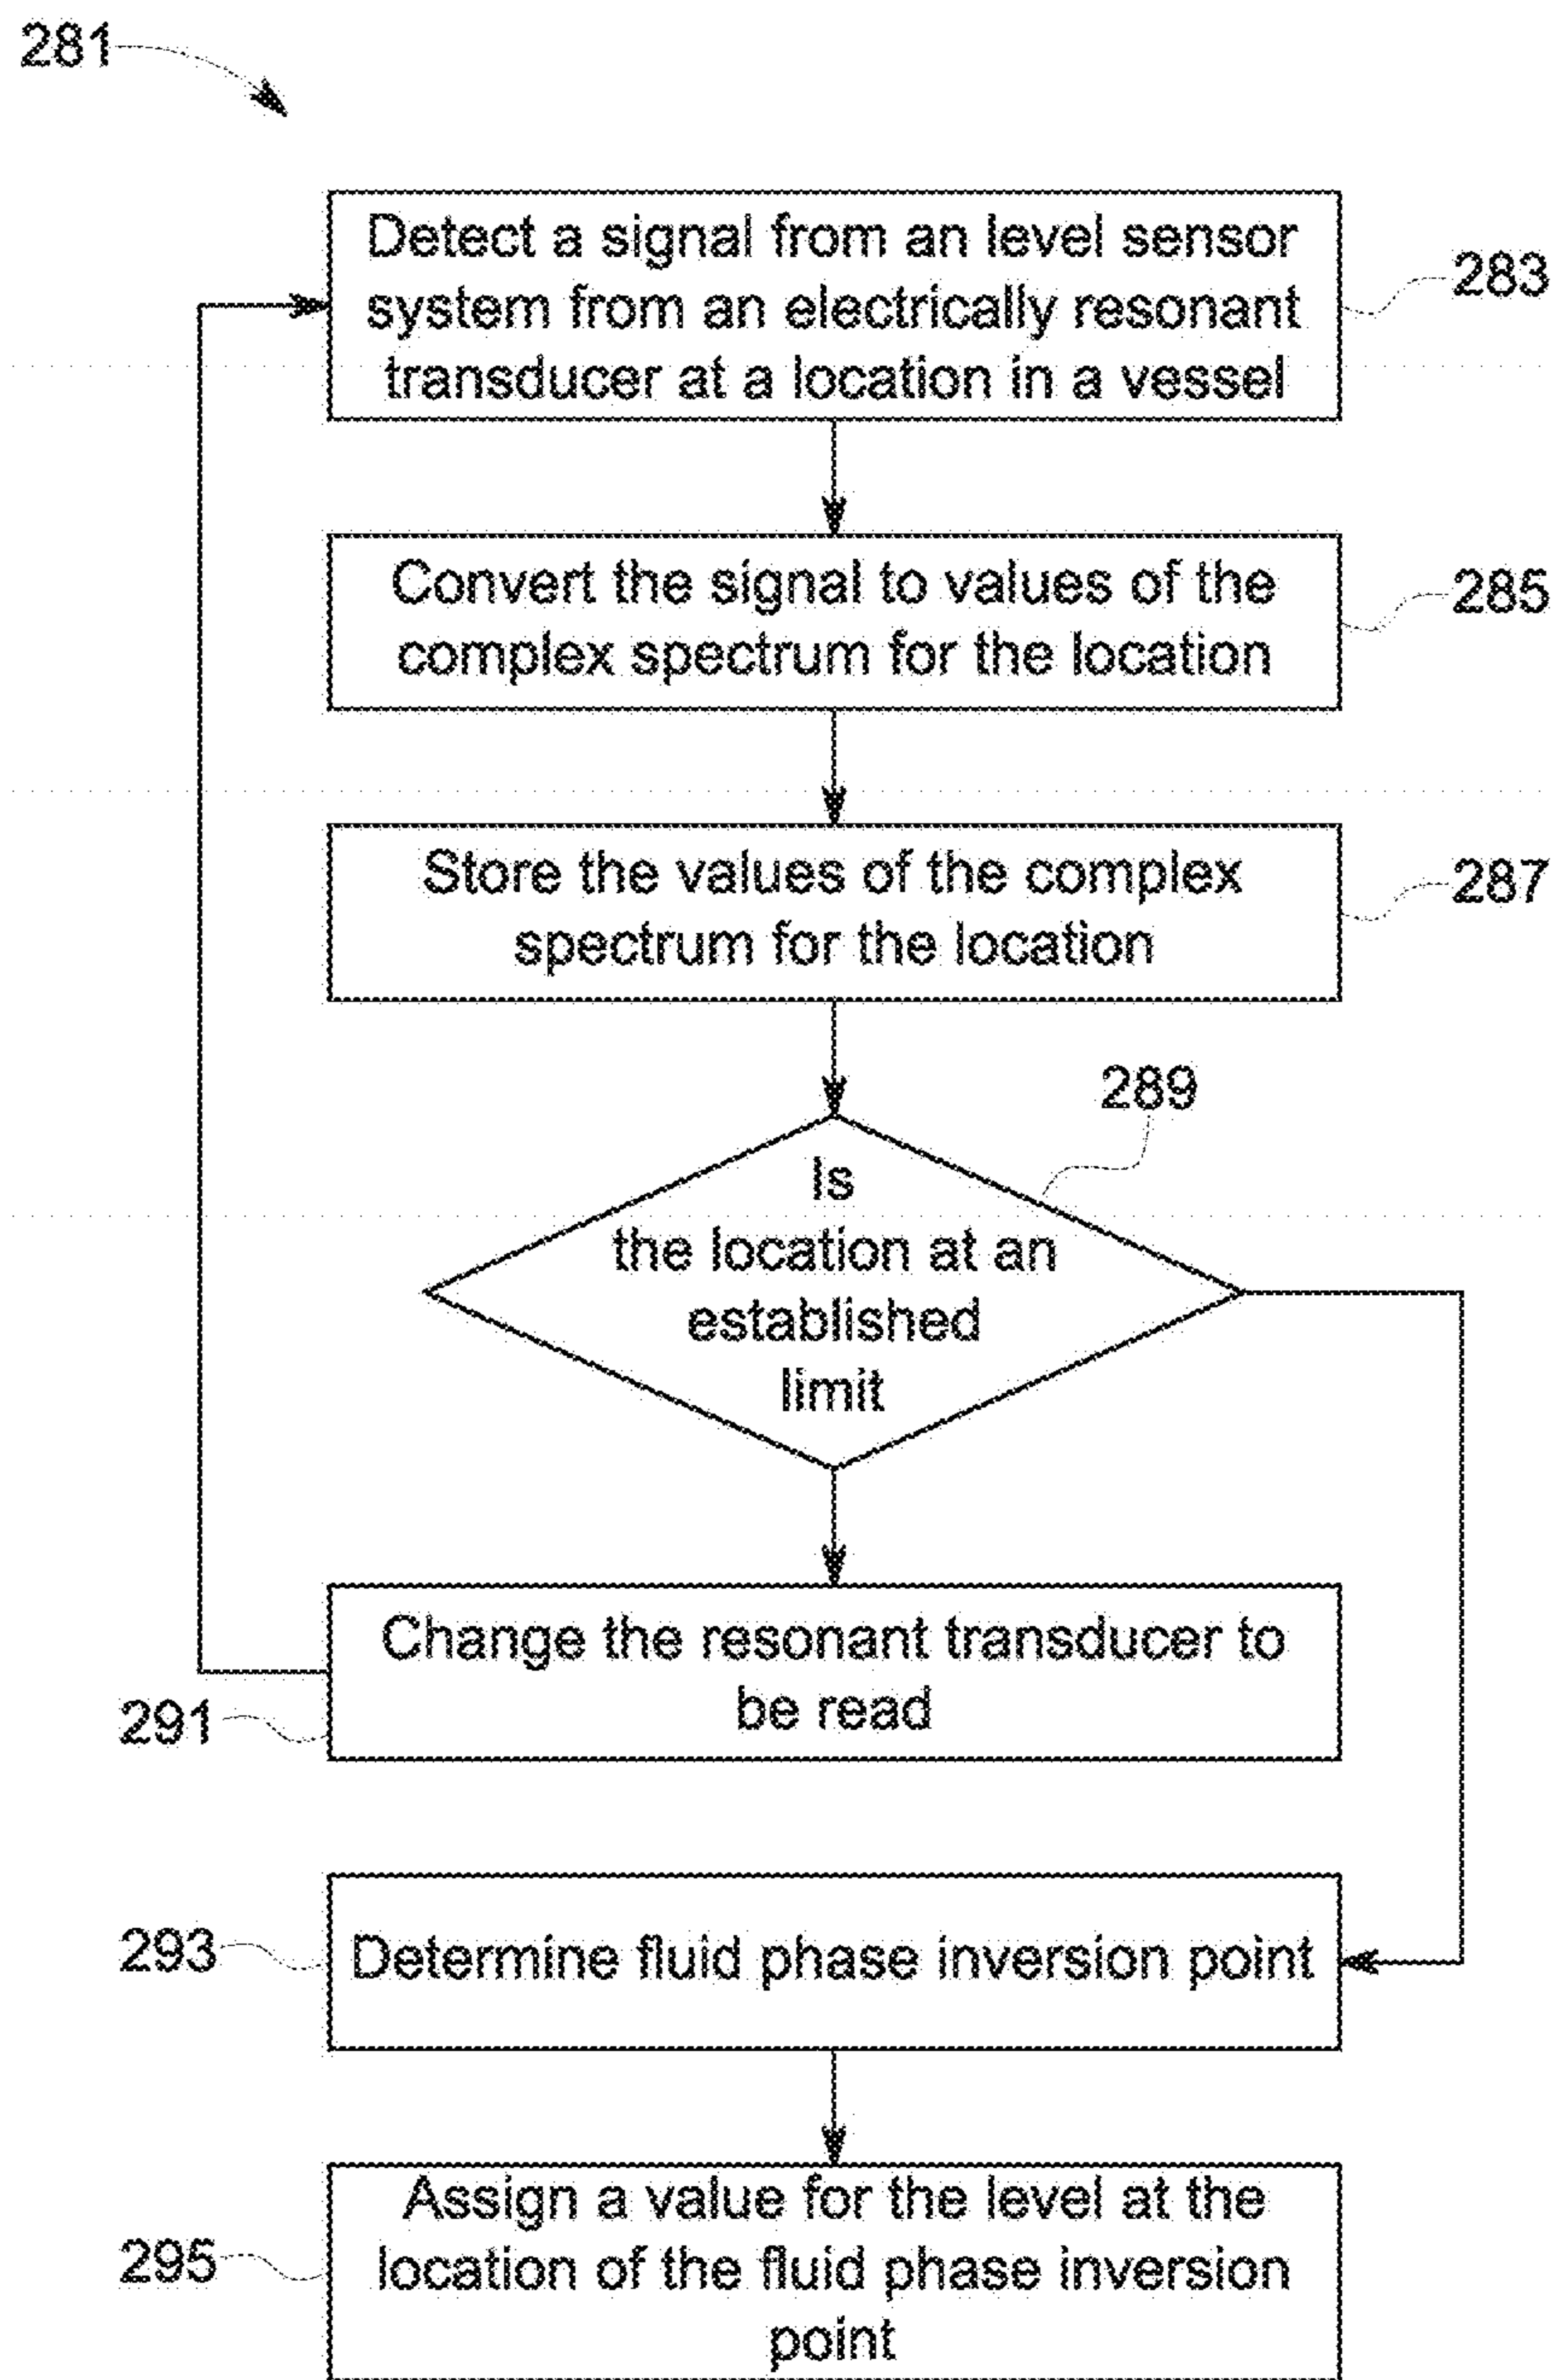 281
Detect a signal from an level sensor
system from an electrically resonant
transducer at a location in a vessel
283
Convert the signal to values of the
complex spectrum for the location
285
Store the values of the complex
spectrum for the location
287
289
Is
the location at an
established
limit
Change the resonant transducer to
be read
291
293
Determine fluid phase inversion point
Assign a value for the level at the
location of the fluid phase inversion
point
295